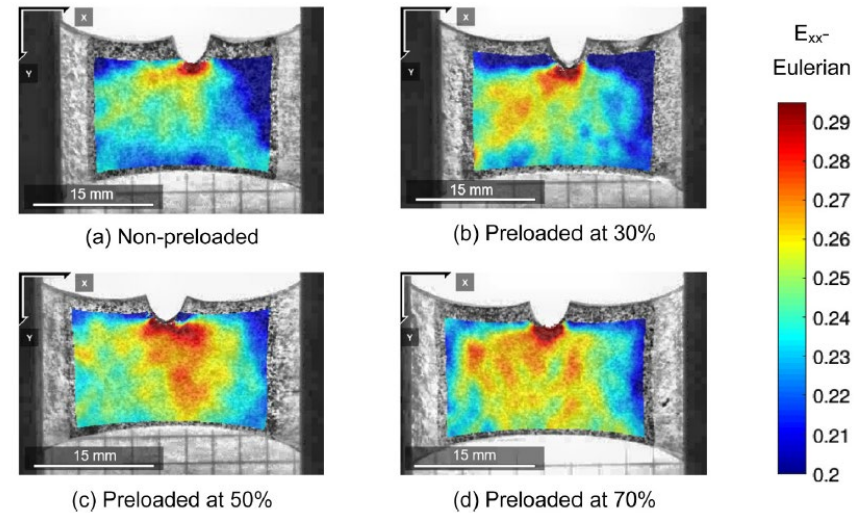 X
Y
15 mm
(a) Non-preloaded
X
Y
15 mm
(b) Preloaded at 30%
X
Y
15 mm
(c) Preloaded at 50%
X
Y
15 mm
(d) Preloaded at 70%
Exx-
Eulerian
0.29
0.28
0.27
0.26
0.25
0.24
0.23
0.22
0.21
0.2